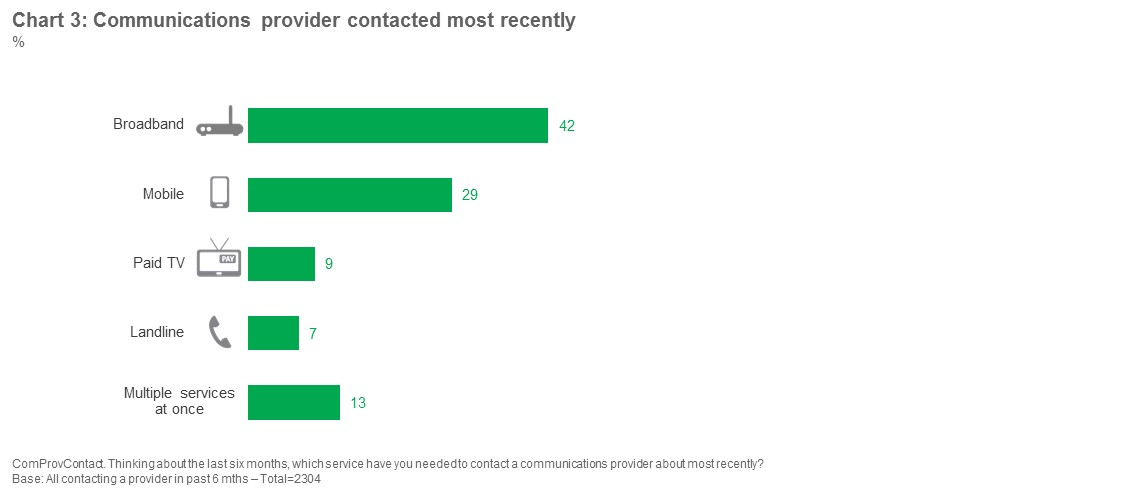 Chart 3: Communications provider contacted most recently
%
Broadband 42
Mobile 29
PAY
Paid TV 9
Landline 7
Multiple services
at once 13
ComProvContact. Thinking about the last six months, which service have you needed to contact a communications provider about most recently?
Base: All contacting a provider in past 6 mths – Total=2304